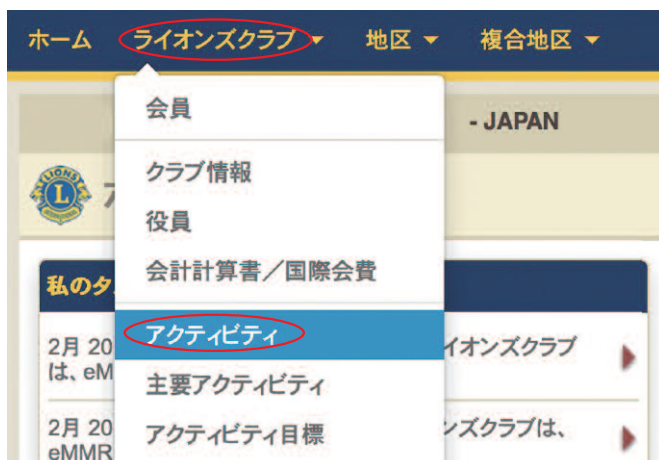 ホーム ライオンズクラブ 地区 複合地区
会員
- JAPAN
クラブ情報
LIONS
L
INTERNATIONAL
役員
会計計算書／国際会費
私のタ
アクティビティ
2月 20 イオンズクラブ
は、eM
主要アクティビティ
2月 20 ンズクラブは、
アクティビティ目標
eMMR